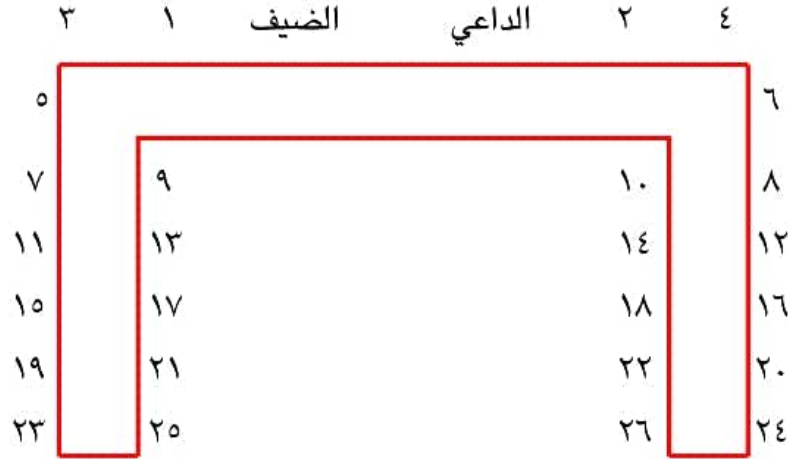 ٣ ١ الضيف الداعي ٢ ٤
٥ ٦
٧ ٩ ١٠ ٨
١١ ١٣ ١٤ ١٢
١٥ ١٧ ١٨ ١٦
١٩ ٢١ ٢٢ ٢٠
٢٣ ٢٥ ٢٦ ٢٤